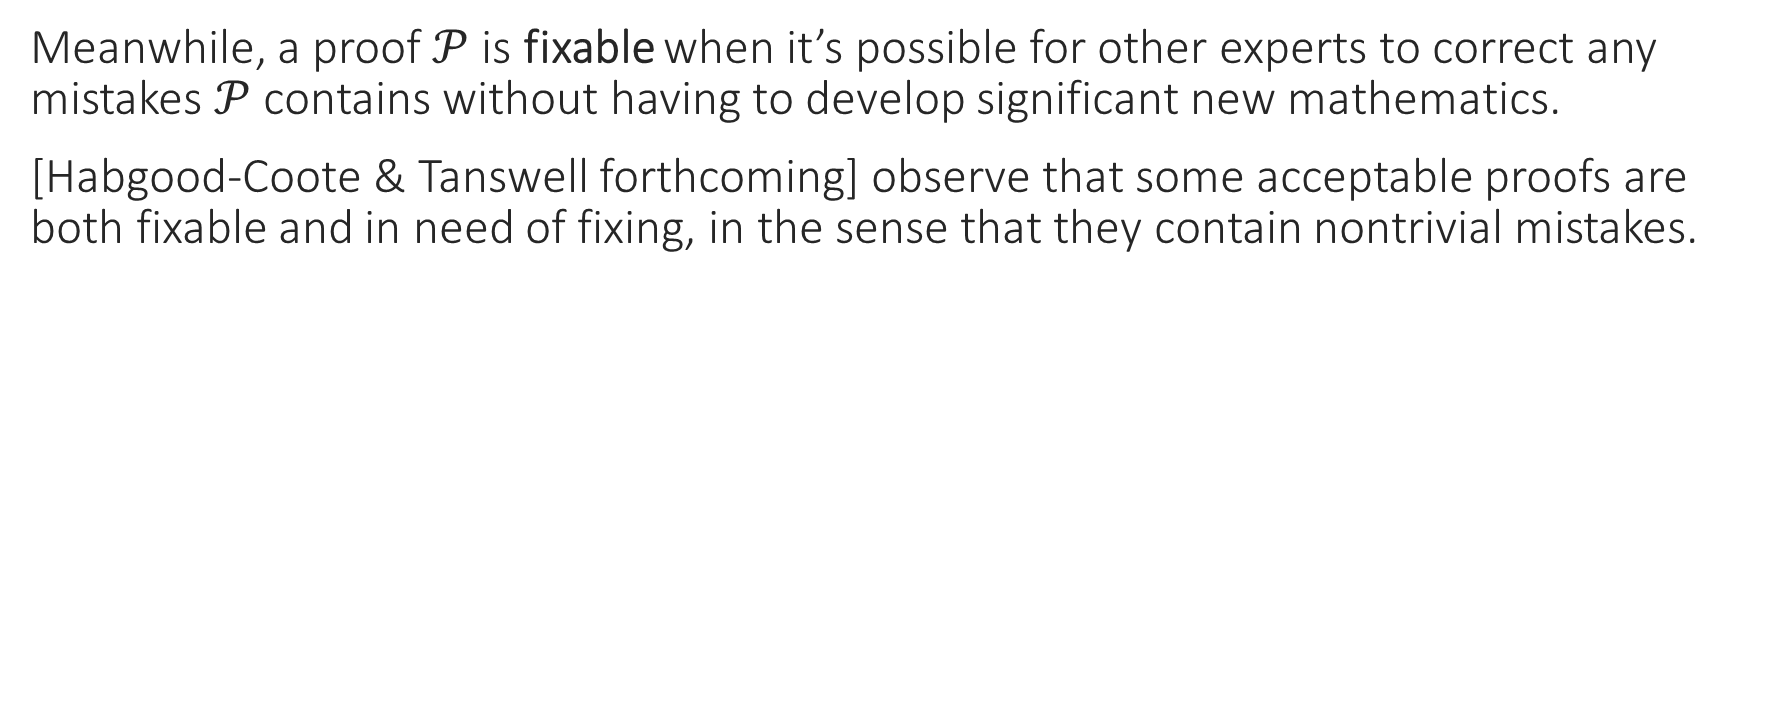 Meanwhile, a proof 𝒫 is fixable when it’s possible for other experts to correct any
mistakes 𝒫 contains without having to develop significant new mathematics.
[Habgood-Coote & Tanswell forthcoming] observe that some acceptable proofs are
both fixable and in need of fixing, in the sense that they contain nontrivial mistakes.